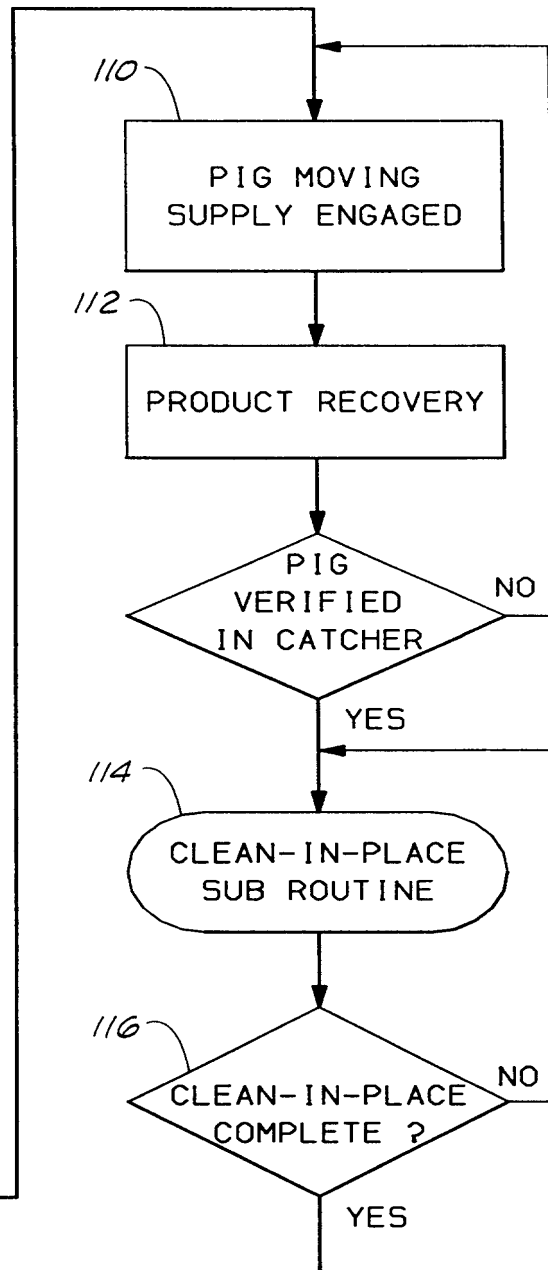 110
PIG MOVING
SUPPLY ENGAGED
112
PRODUCT RECOVERY
PIG
VERIFIED
IN CATCHER
NO
YES
114
CLEAN-IN-PLACE
SUB ROUTINE
116
CLEAN-IN-PLACE
COMPLETE ?
NO
YES